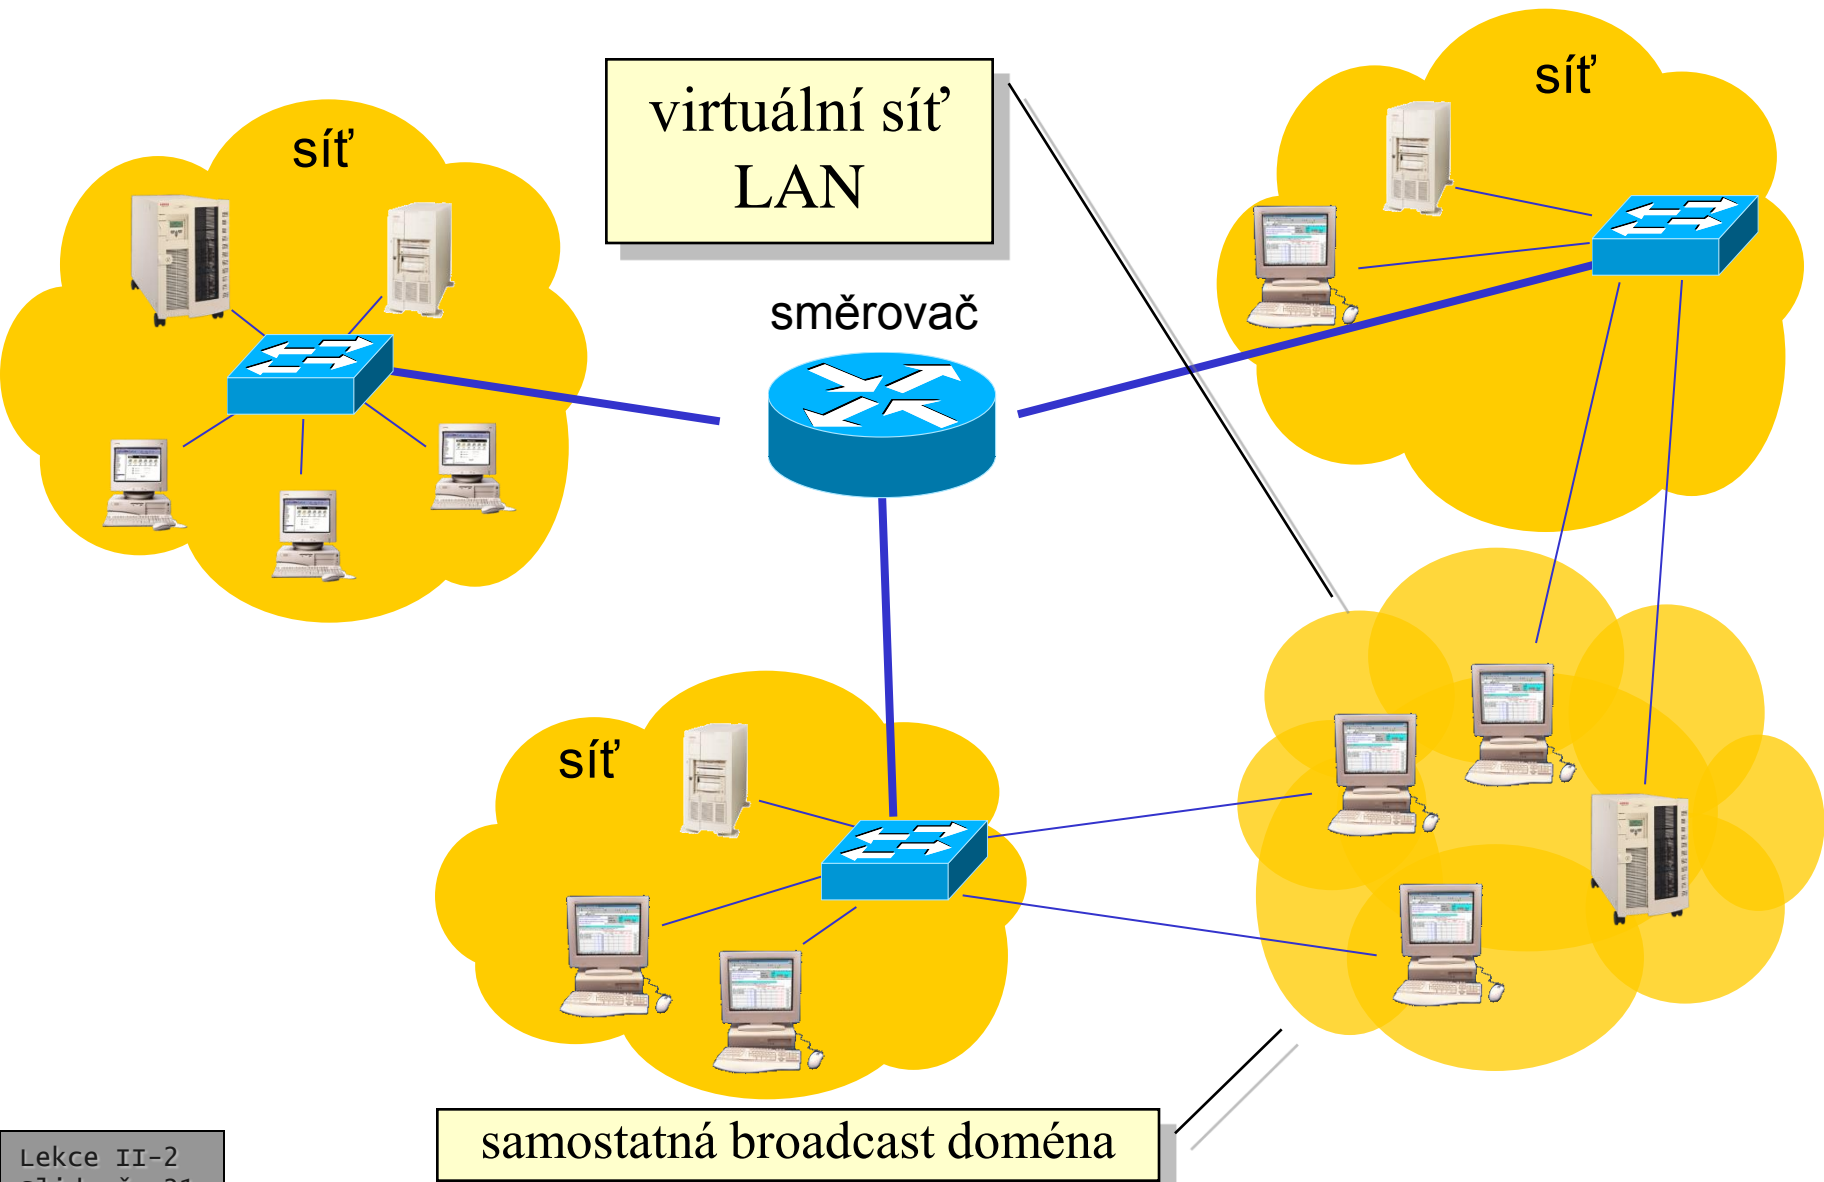 síť
virtuální síť
LAN
síť
směrovač
síť
samostatná broadcast doména
Lekce II-2